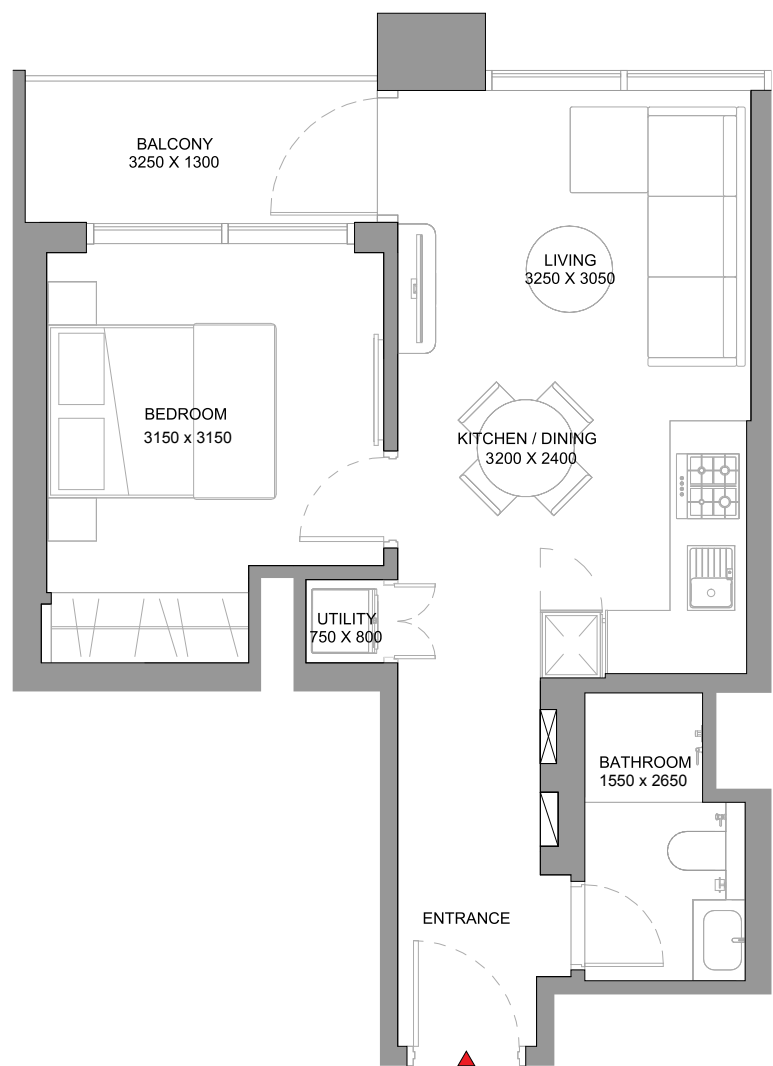 BALCONY
3250 X 1300
LIVING
3250 X 3050
BEDROOM
3150 x 3150
KITCHEN / DINING
3200 X 2400
UTILITY
750 X 800
BATHROOM
1550 x 2650
ENTRANCE